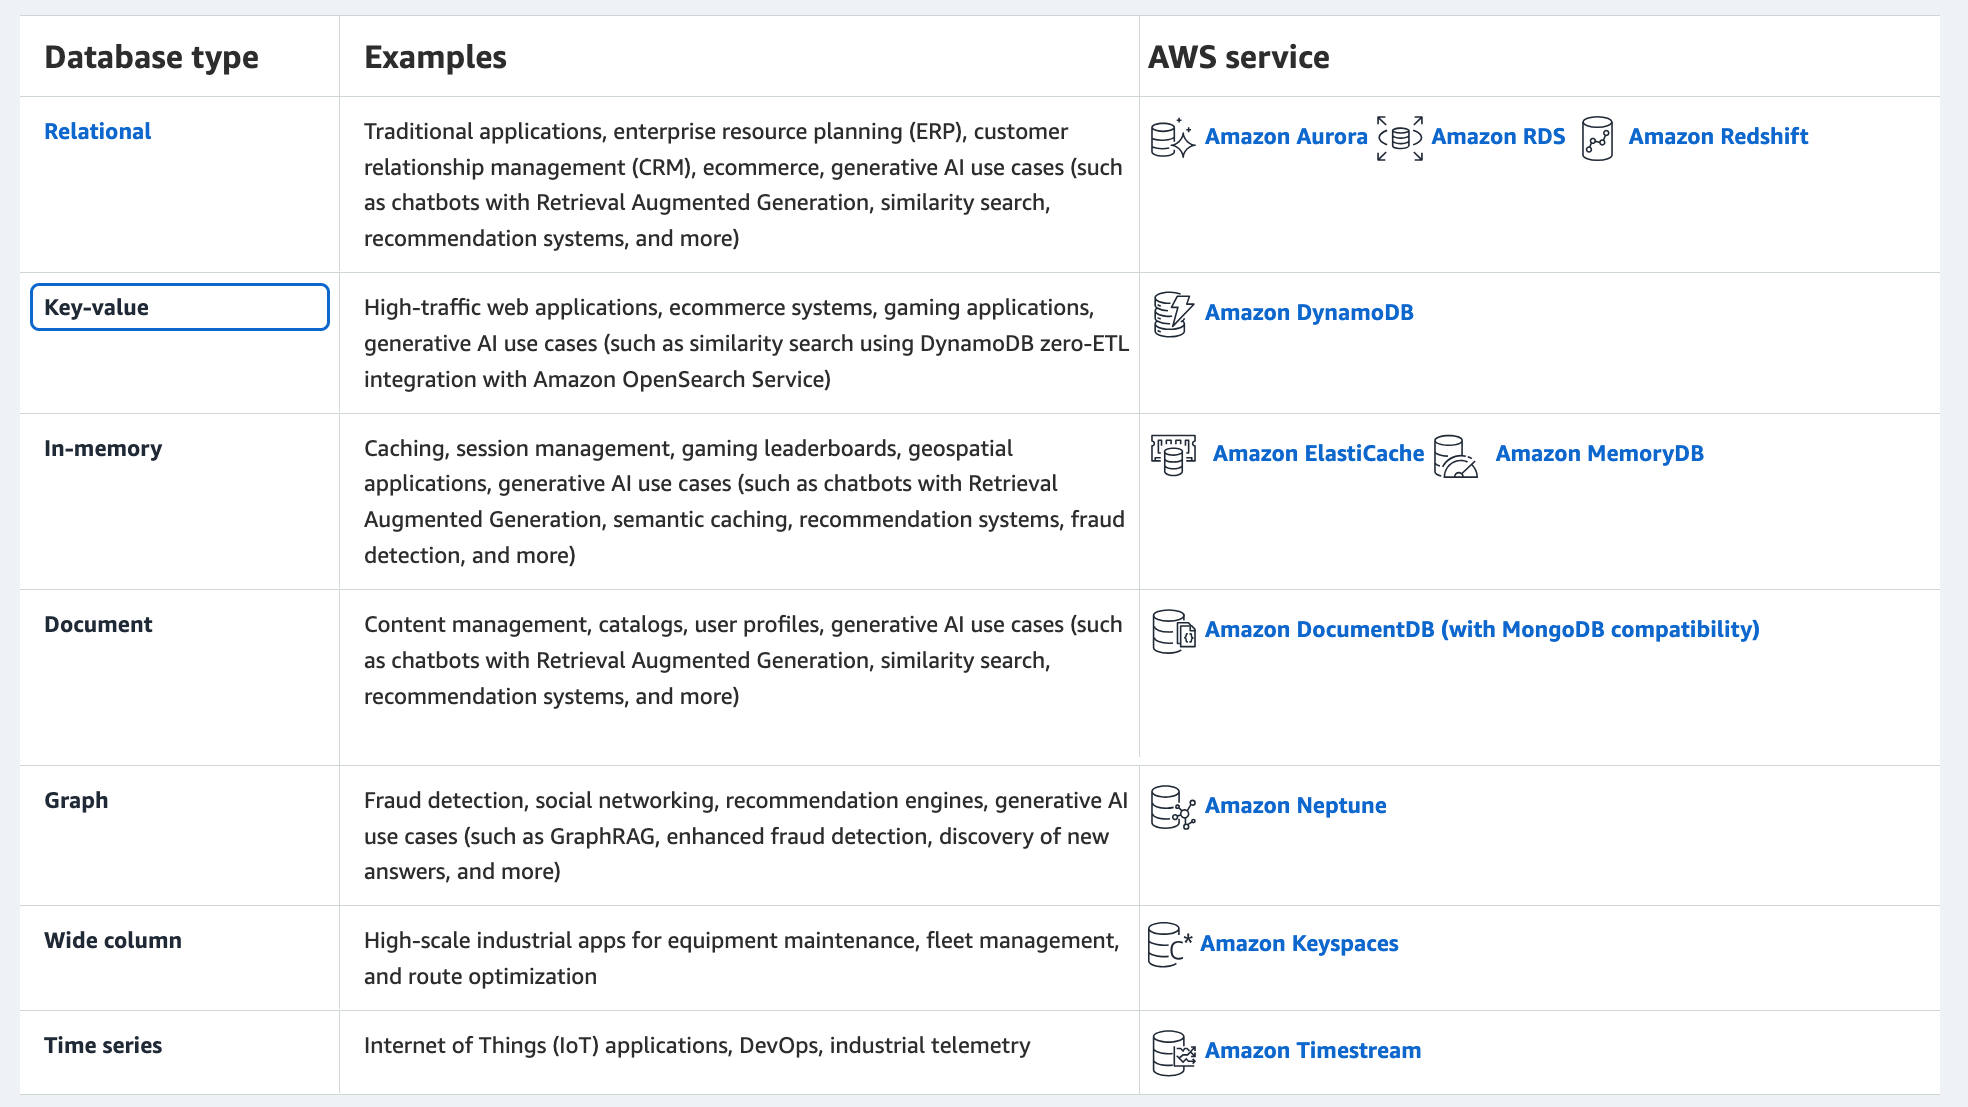 Database type
Examples
AWS service
Relational
Traditional applications, enterprise resource planning (ERP), customer
relationship management (CRM), ecommerce, generative AI use cases (such
as chatbots with Retrieval Augmented Generation, similarity search,
recommendation systems, and more)
Amazon Aurora
Amazon RDS
Amazon Redshift
Key-value
High-traffic web applications, ecommerce systems, gaming applications,
generative AI use cases (such as similarity search using DynamoDB zero-ETL
integration with Amazon OpenSearch Service)
Amazon DynamoDB
In-memory
Caching, session management, gaming leaderboards, geospatial
applications, generative AI use cases (such as chatbots with Retrieval
Augmented Generation, semantic caching, recommendation systems, fraud
detection, and more)
Amazon ElastiCache
Amazon MemoryDB
Document
Content management, catalogs, user profiles, generative AI use cases (such
as chatbots with Retrieval Augmented Generation, similarity search,
recommendation systems, and more)
Amazon DocumentDB (with MongoDB compatibility)
Graph
Fraud detection, social networking, recommendation engines, generative AI
use cases (such as GraphRAG, enhanced fraud detection, discovery of new
answers, and more)
Amazon Neptune
Wide column
High-scale industrial apps for equipment maintenance, fleet management,
and route optimization
C*
Amazon Keyspaces
Time series
Internet of Things (IoT) applications, DevOps, industrial telemetry
Amazon Timestream